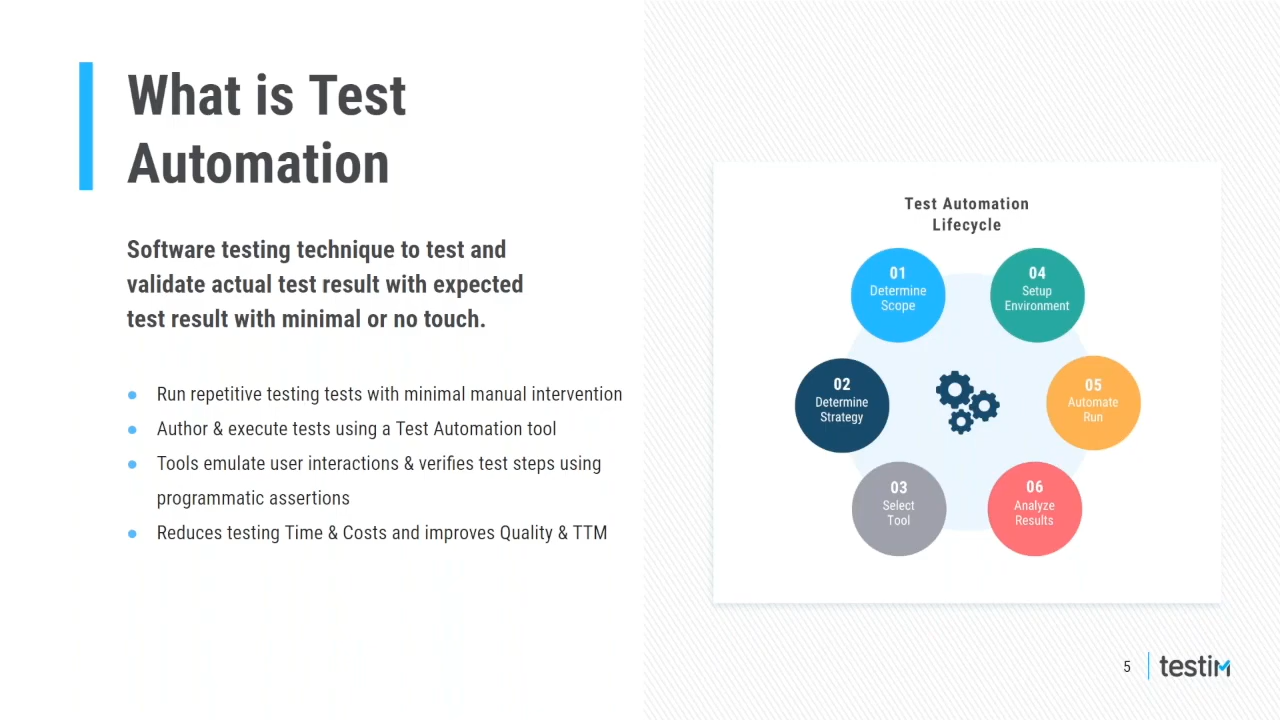 What is Test
Automation
Software testing technique to test and
validate actual test result with expected
test result with minimal or no touch.
Run repetitive testing tests with minimal manual intervention
Author & execute tests using a Test Automation tool
Tools emulate user interactions & verifies test steps using
programmatic assertions
Reduces testing Time & Costs and improves Quality & TTM
Test Automation
Lifecycle
01
Determine
Scope
02
Determine
Strategy
03
Select
Tool
04
Setup
Environment
05
Automate
Run
06
Analyze
Results
5
testim